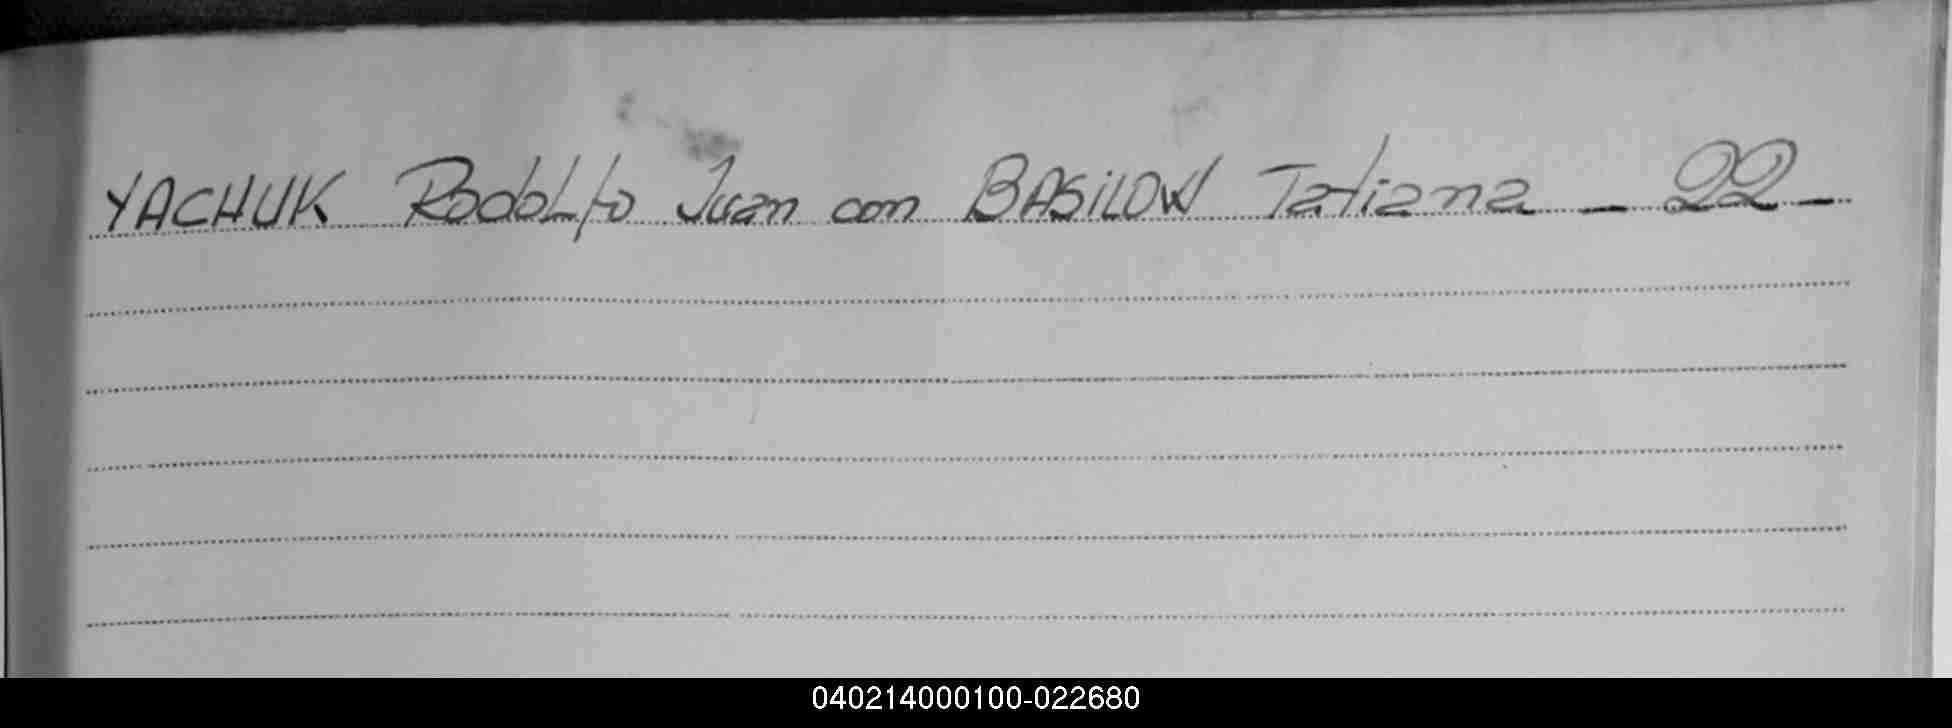 YACHUK Rodolfo Juan con BASILOW Tatiana _ 22 _
040214000100-022680